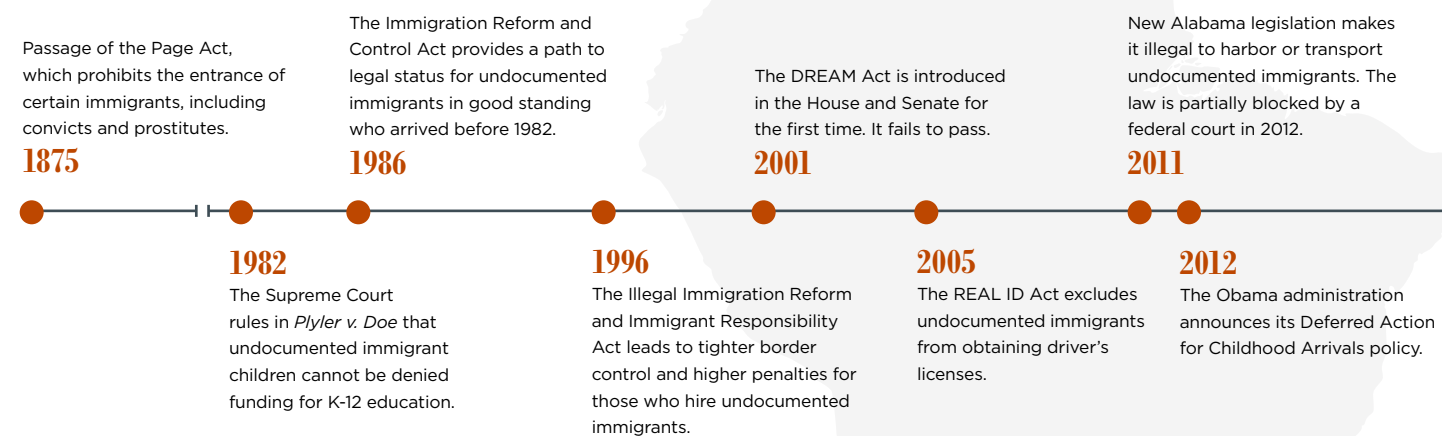 Passage of the Page Act,
which prohibits the entrance of
certain immigrants, including
convicts and prostitutes.
1875
1982
The Supreme Court
rules in Plyler v. Doe that
undocumented immigrant
children cannot be denied
funding for K-12 education.
The Immigration Reform and
Control Act provides a path to
legal status for undocumented
immigrants in good standing
who arrived before 1982.
1986
1996
The Illegal Immigration Reform
and Immigrant Responsibility
Act leads to tighter border
control and higher penalties for
those who hire undocumented
immigrants.
The DREAM Act is introduced
in the House and Senate for
the first time. It fails to pass.
2001
2005
The REAL ID Act excludes
undocumented immigrants
from obtaining driver’s
licenses.
New Alabama legislation makes
it illegal to harbor or transport
undocumented immigrants. The
law is partially blocked by a
federal court in 2012.
2011
2012
The Obama administration
announces its Deferred Action
for Childhood Arrivals policy.